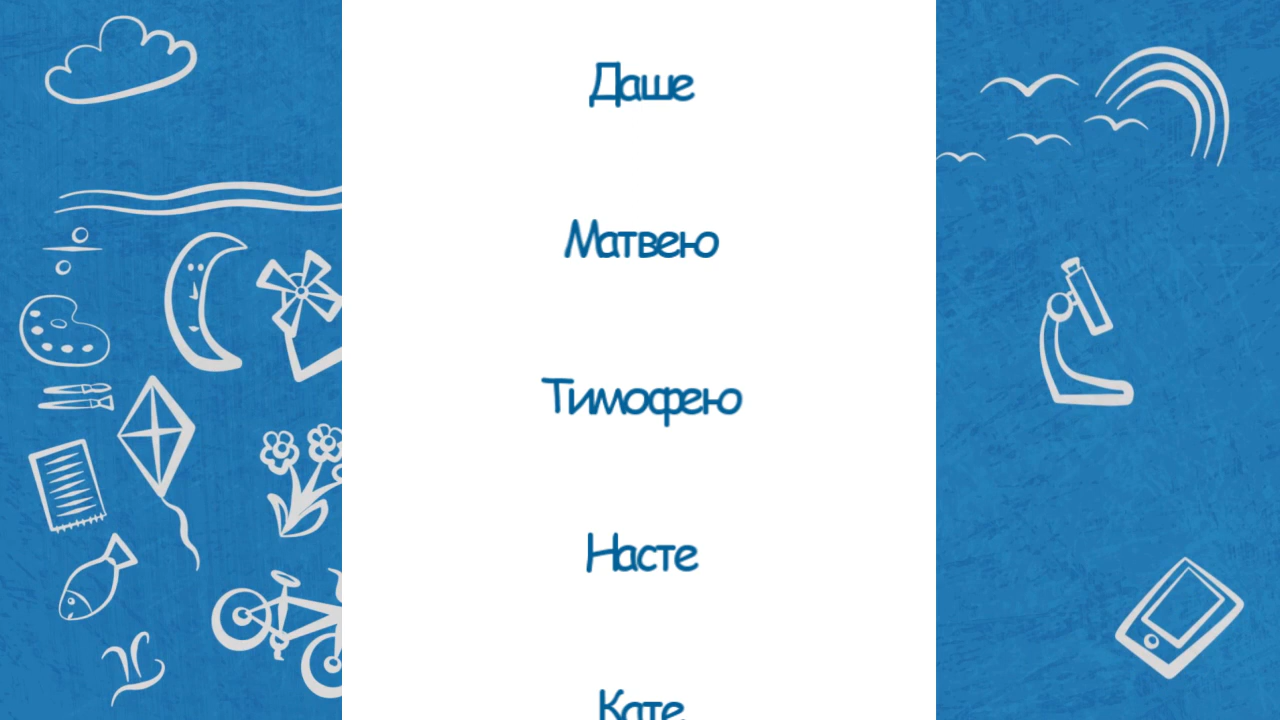 Даше
Матвею
Тимофею
Насте
Кате